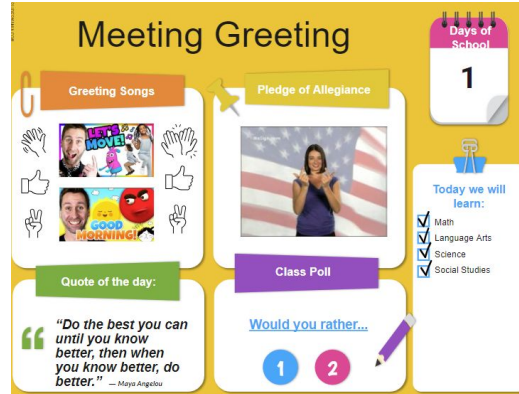 Meeting Greeting
Days of
School
1
Greeting Songs
LET'S
MOVE!
GOOD
MORNING!
Pledge of Allegiance
Today we will
learn:
Math
Language Arts
Science
Social Studies
Quote of the day:
“Do the best you can
until you know
better, then when
you know better, do
better.” — Maya Angelou
Class Poll
Would you rather...
1
2